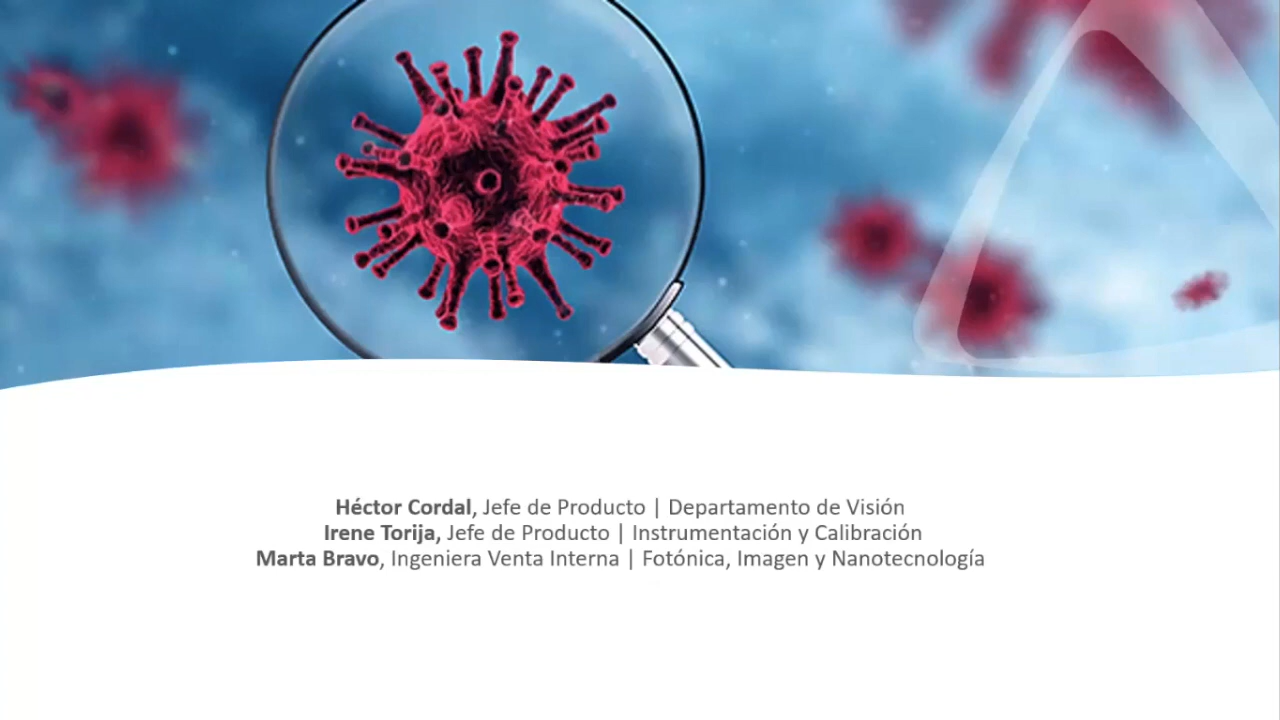 Héctor Cordal, Jefe de Producto | Departamento de Visión
Irene Torija, Jefe de Producto | Instrumentación y Calibración
Marta Bravo, Ingeniera Venta Interna | Fotónica, Imagen y Nanotecnología